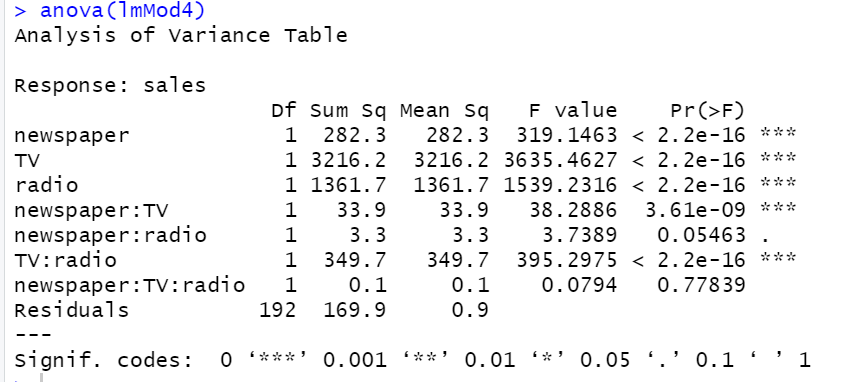 > anova(lmMod4)
Analysis of Variance Table

Response: sales
                    Df Sum Sq Mean Sq   F value    Pr(>F)
newspaper            1  282.3   282.3  319.1463 < 2.2e-16 ***
TV                   1 3216.2  3216.2 3635.4627 < 2.2e-16 ***
radio                1 1361.7  1361.7 1539.2316 < 2.2e-16 ***
newspaper:TV         1   33.9    33.9   38.2886  3.61e-09 ***
newspaper:radio      1    3.3     3.3    3.7389   0.05463 .
TV:radio             1  349.7   349.7  395.2975 < 2.2e-16 ***
newspaper:TV:radio   1    0.1     0.1    0.0794   0.77839
Residuals          192  169.9     0.9
---
Signif. codes:  0 ‘***’ 0.001 ‘**’ 0.01 ‘*’ 0.05 ‘.’ 0.1 ‘ ’ 1